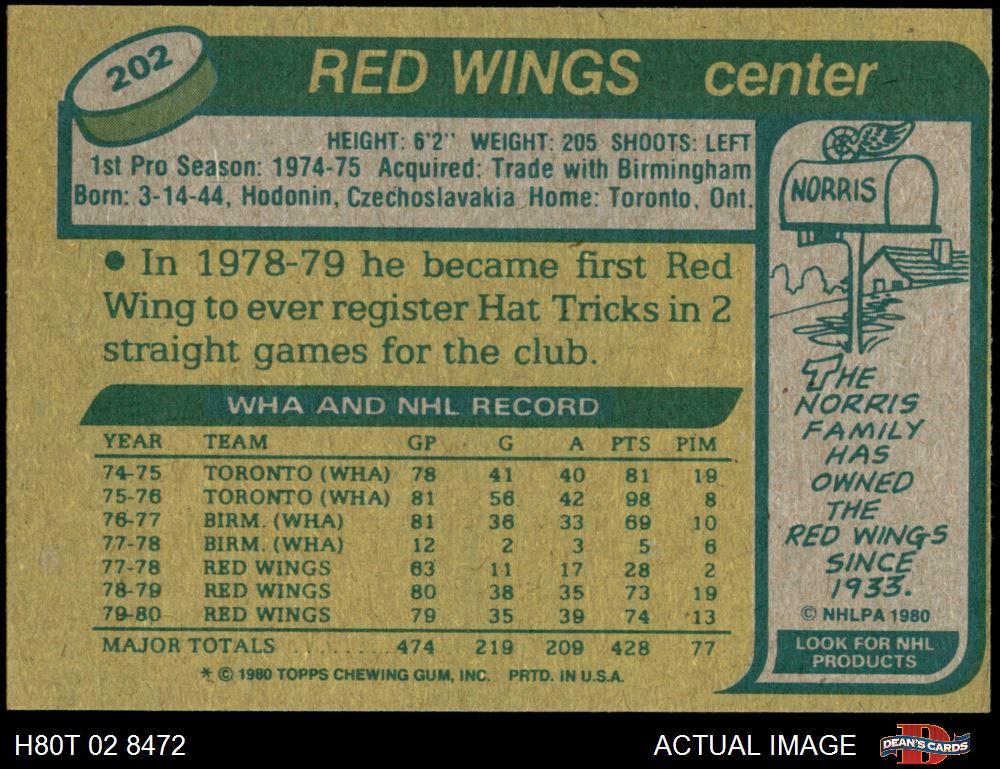 202
RED WINGS center
HEIGHT: 6'2" WEIGHT: 205 SHOOTS: LEFT
1st Pro Season: 1974-75 Acquired: Trade with Birmingham
Born: 3-14-44, Hodonin, Czechoslavakia Home: Toronto, Ont.
● In 1978-79 he became first Red
Wing to ever register Hat Tricks in 2
straight games for the club.
WHA AND NHL RECORD
YEAR TEAM GP G A PTS PIM
74-75 TORONTO (WHA) 78 41 40 81 19
75-76 TORONTO (WHA) 81 56 42 98 8
76-77 BIRM. (WHA) 81 36 33 69 10
77-78 BIRM. (WHA) 12 2 3 5 6
77-78 RED WINGS 63 11 17 28 2
78-79 RED WINGS 80 38 35 73 19
79-80 RED WINGS 79 35 39 74 13
MAJOR TOTALS ........ 474 219 209 428 77
* © 1980 TOPPS CHEWING GUM, INC. PRTD. IN U.S.A.
NORRIS
THE
NORRIS
FAMILY
HAS
OWNED
THE
RED WINGS
SINCE
1933.
© NHLPA 1980
LOOK FOR NHL
PRODUCTS
H80T 02 8472
ACTUAL IMAGE
DEAN'S CARDS